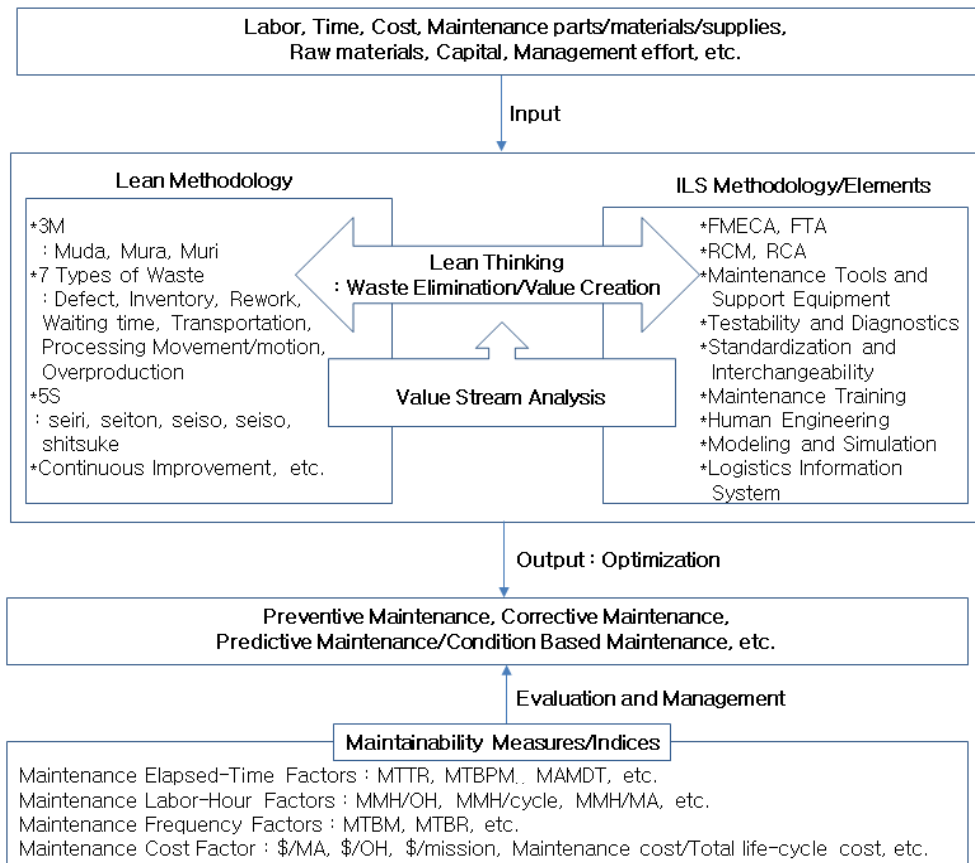 Labor, Time, Cost, Maintenance parts/materials/supplies,
Raw materials, Capital, Management effort, etc.
Input
Lean Methodology
*3M
: Muda, Mura, Muri
*7 Types of Waste
: Defect, Inventory, Rework,
Waiting time, Transportation,
Processing Movement/motion,
Overproduction
*5S
: seiri, seiton, seiso, seiso,
shitsuke
*Continuous Improvement, etc.
Lean Thinking
: Waste Elimination/Value Creation
Value Stream Analysis
ILS Methodology/Elements
*FMECA, FTA
*RCM, RCA
*Maintenance Tools and
Support Equipment
*Testability and Diagnostics
*Standardization and
Interchangeability
*Maintenance Training
*Human Engineering
*Modeling and Simulation
*Logistics Information
System
Output : Optimization
Preventive Maintenance, Corrective Maintenance,
Predictive Maintenance/Condition Based Maintenance, etc.
Evaluation and Management
Maintainability Measures/Indices
Maintenance Elapsed-Time Factors : MTTR, MTBPM.. MAMDT, etc.
Maintenance Labor-Hour Factors : MMH/OH, MMH/cycle, MMH/MA, etc.
Maintenance Frequency Factors : MTBM, MTBR, etc.
Maintenance Cost Factor : $/MA, $/OH, $/mission, Maintenance cost/Total life-cycle cost, etc.